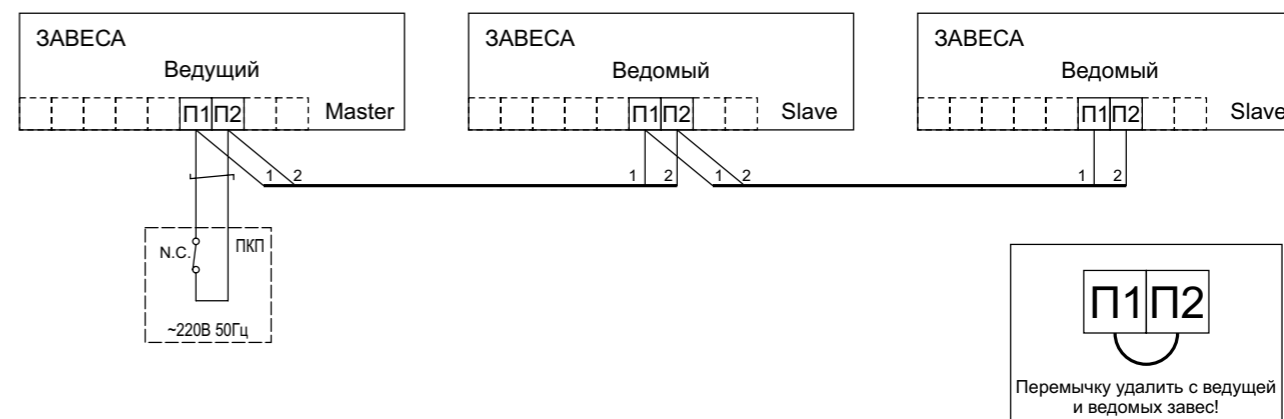 ЗАВЕСА
Ведущий
П1 П2
Master
ЗАВЕСА
Ведомый
П1 П2
Slave
ЗАВЕСА
Ведомый
П1 П2
Slave
1 2
1 2
1 2
1 2
N.C.
ПКП
~220В 50Гц
П1 П2
Перемычку удалить с ведущей
и ведомых завес!